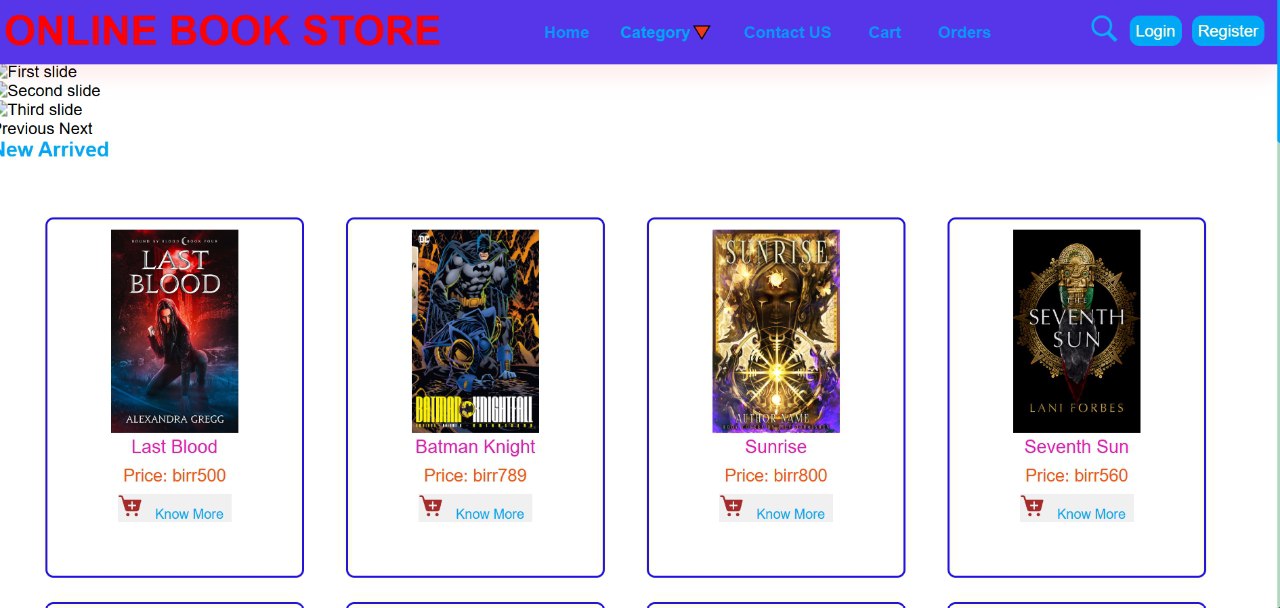 ONLINE BOOK STORE
Home Category Contact US Cart Orders
Login Register
First slide
Second slide
Third slide
revious Next
New Arrived
BOUND BY BLOOD BOOK FOUR
LAST
BLOOD
ALEXANDRA GREGG
Last Blood
Price: birr500
Know More
DC
BATMAN KNIGHTFALL
Batman Knight
Price: birr789
Know More
SUNRISE
AUTHOR NAME
Sunrise
Price: birr800
Know More
THE
SEVENTH
SUN
LANI FORBES
Seventh Sun
Price: birr560
Know More